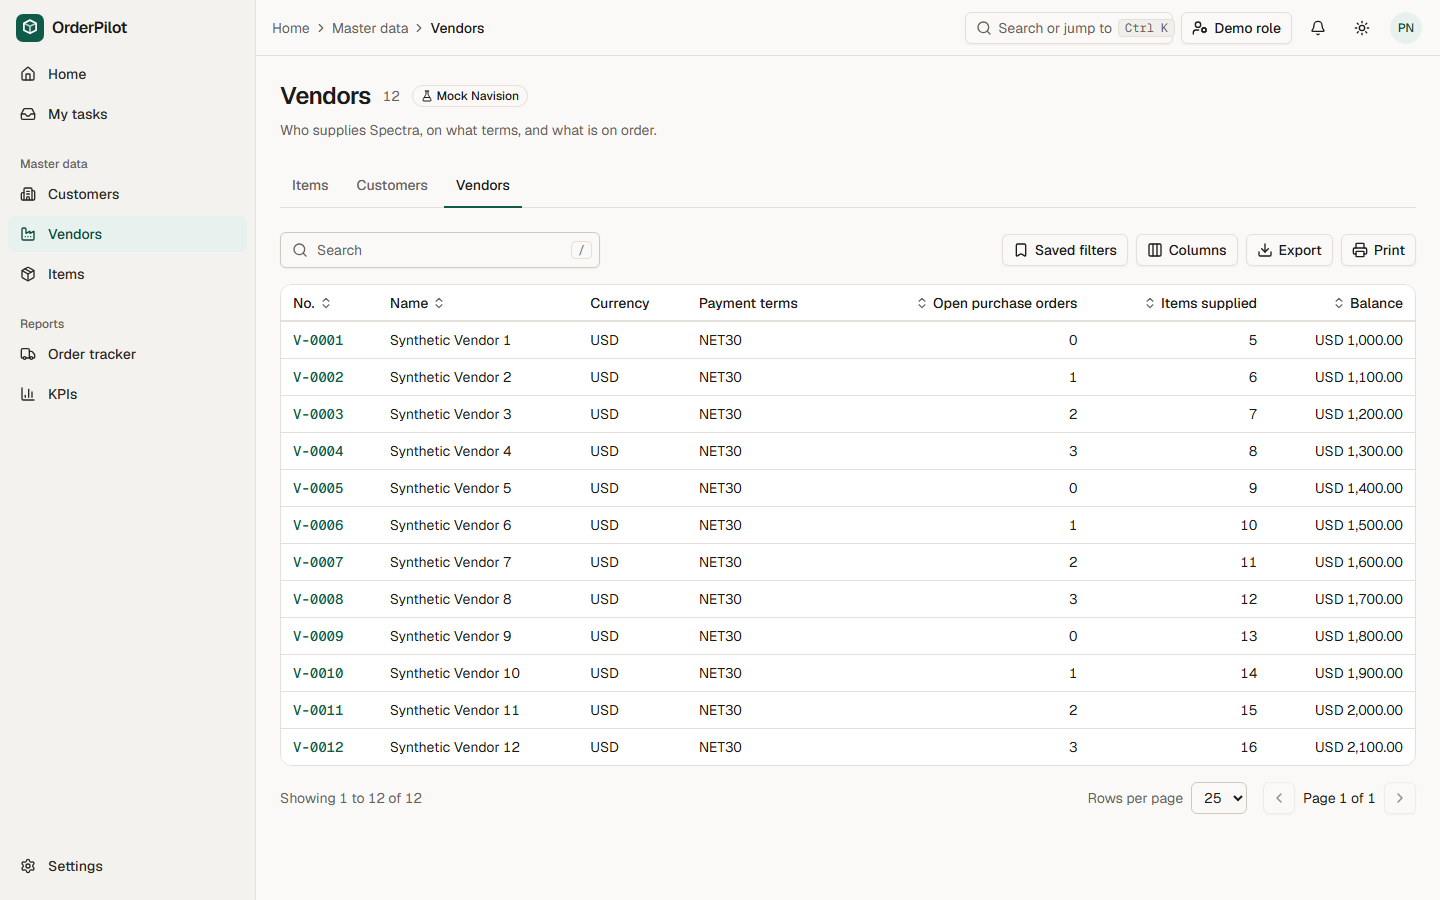 OrderPilot
Home
My tasks
Master data
Customers
Vendors
Items
Reports
Order tracker
KPIs
Settings
Home > Master data > Vendors
Search or jump to Ctrl K
Demo role
PN
Vendors 12 Mock Navision
Who supplies Spectra, on what terms, and what is on order.
Items Customers Vendors
Search /
Saved filters Columns Export Print
No. Name Currency Payment terms Open purchase orders Items supplied Balance
V-0001 Synthetic Vendor 1 USD NET30 0 5 USD 1,000.00
V-0002 Synthetic Vendor 2 USD NET30 1 6 USD 1,100.00
V-0003 Synthetic Vendor 3 USD NET30 2 7 USD 1,200.00
V-0004 Synthetic Vendor 4 USD NET30 3 8 USD 1,300.00
V-0005 Synthetic Vendor 5 USD NET30 0 9 USD 1,400.00
V-0006 Synthetic Vendor 6 USD NET30 1 10 USD 1,500.00
V-0007 Synthetic Vendor 7 USD NET30 2 11 USD 1,600.00
V-0008 Synthetic Vendor 8 USD NET30 3 12 USD 1,700.00
V-0009 Synthetic Vendor 9 USD NET30 0 13 USD 1,800.00
V-0010 Synthetic Vendor 10 USD NET30 1 14 USD 1,900.00
V-0011 Synthetic Vendor 11 USD NET30 2 15 USD 2,000.00
V-0012 Synthetic Vendor 12 USD NET30 3 16 USD 2,100.00
Showing 1 to 12 of 12
Rows per page 25 Page 1 of 1